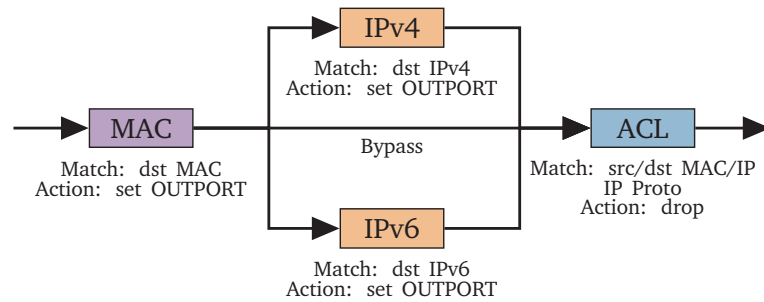 IPv4
Match: dst IPv4
Action: set OUTPORT
MAC
Match: dst MAC
Action: set OUTPORT
Bypass
ACL
Match: src/dst MAC/IP
IP Proto
Action: drop
IPv6
Match: dst IPv6
Action: set OUTPORT